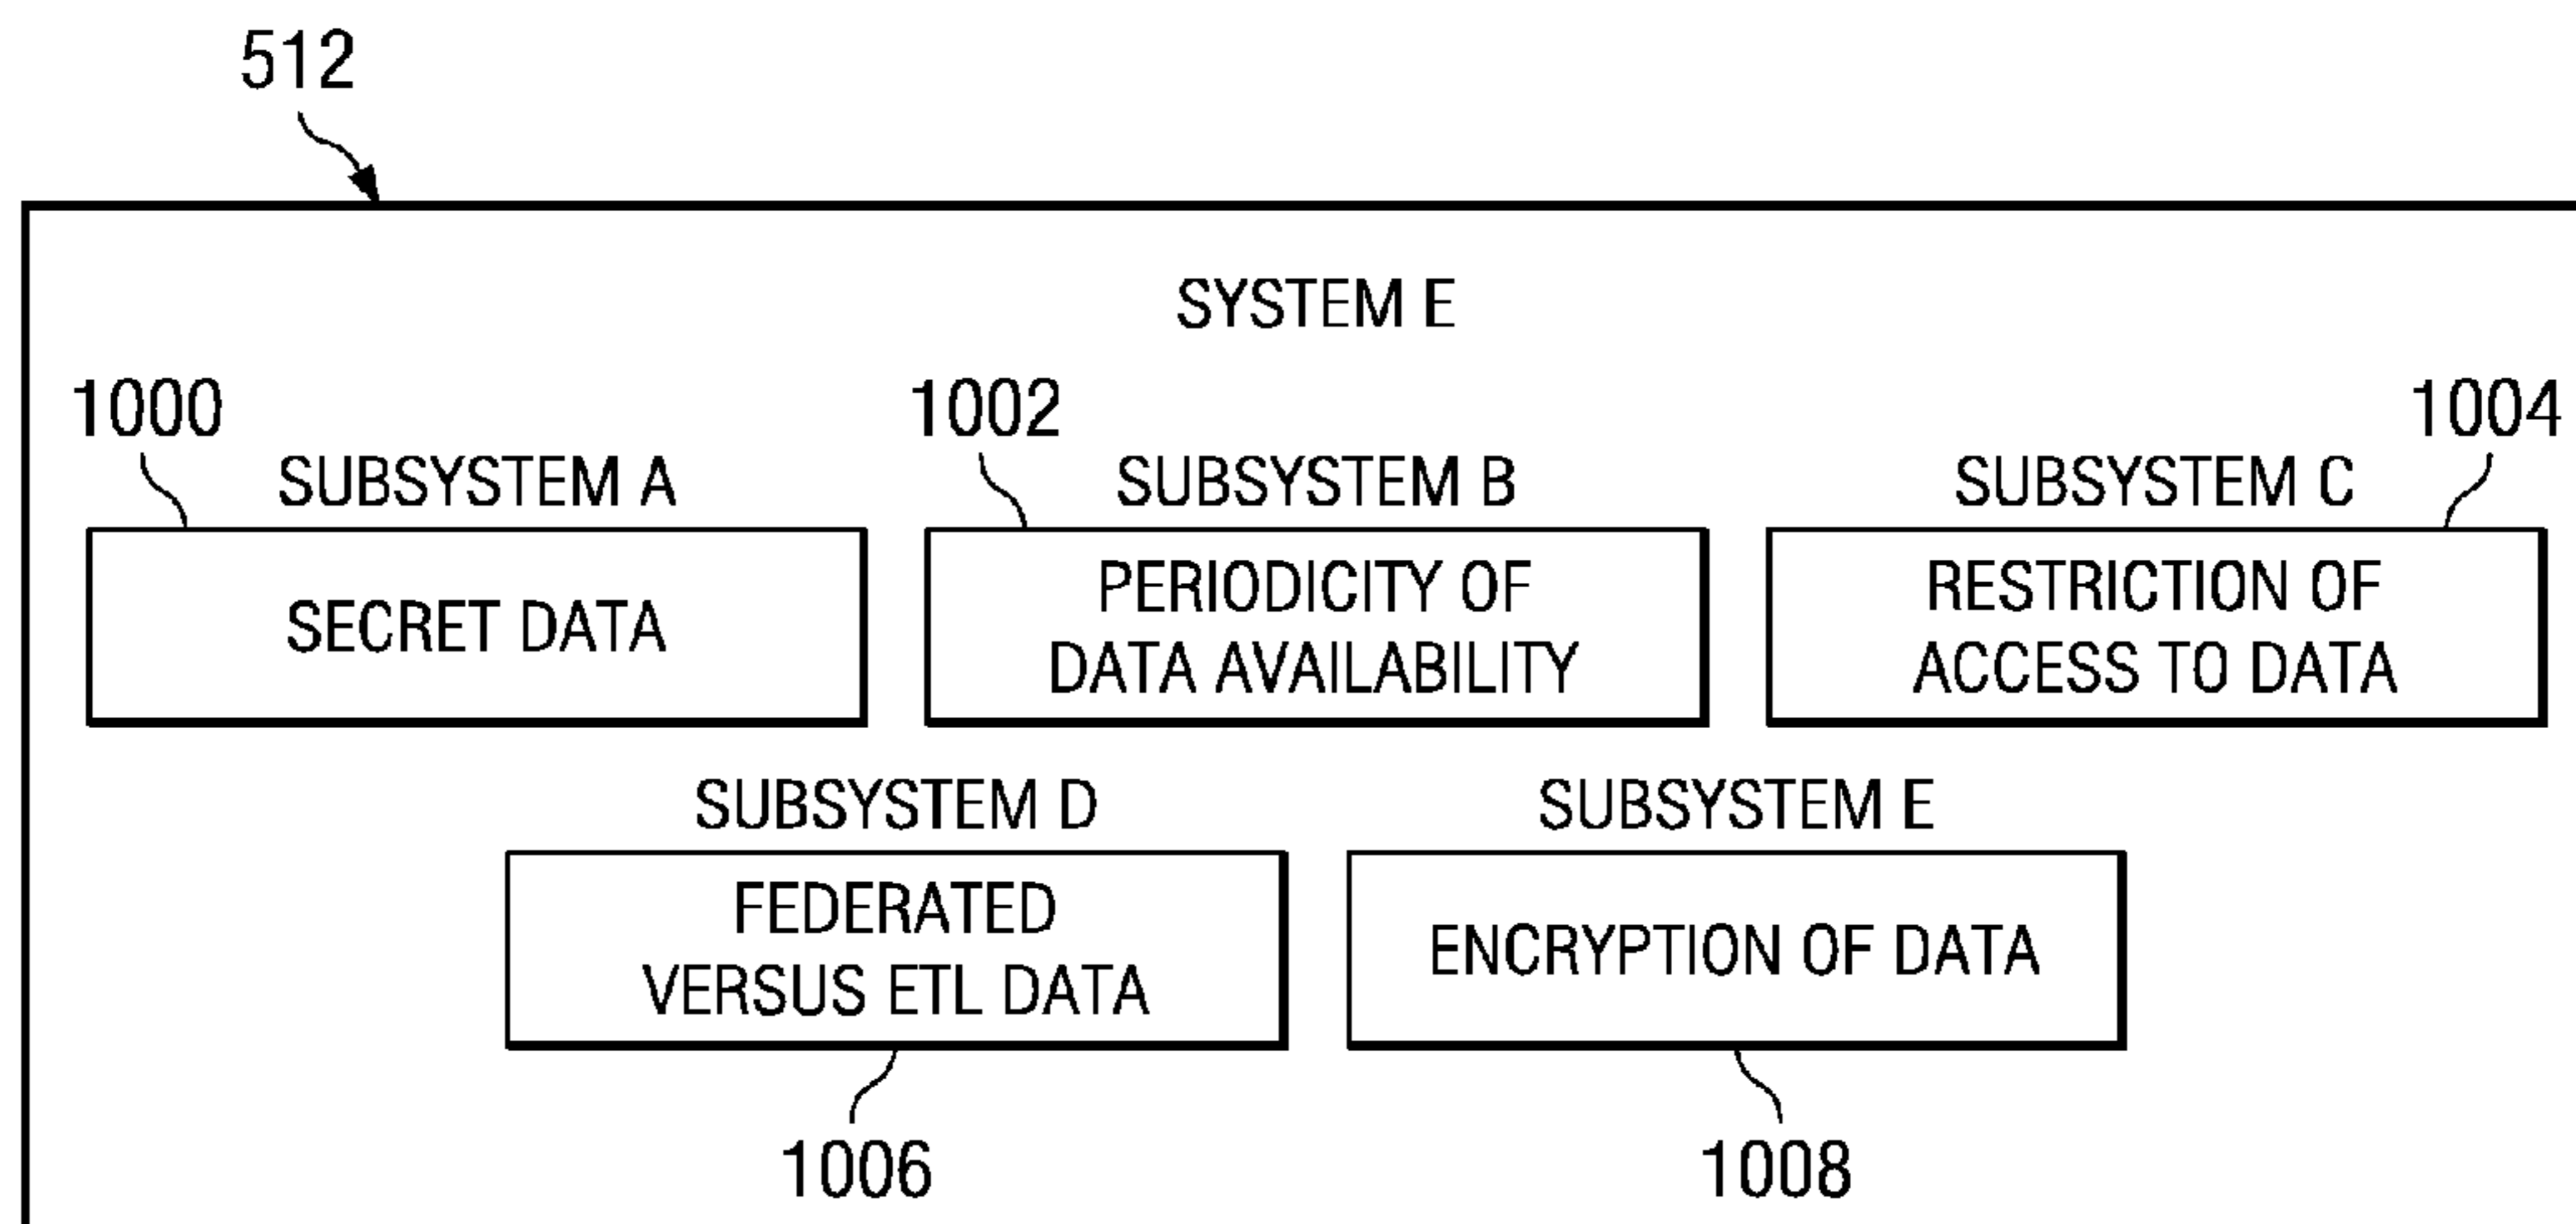 512
SYSTEM E
1000
1002
1004
SUBSYSTEM A
SUBSYSTEM B
SUBSYSTEM C
SECRET DATA
PERIODICITY OF
DATA AVAILABILITY
RESTRICTION OF
ACCESS TO DATA
SUBSYSTEM D
SUBSYSTEM E
FEDERATED
VERSUS ETL DATA
ENCRYPTION OF DATA
1006
1008